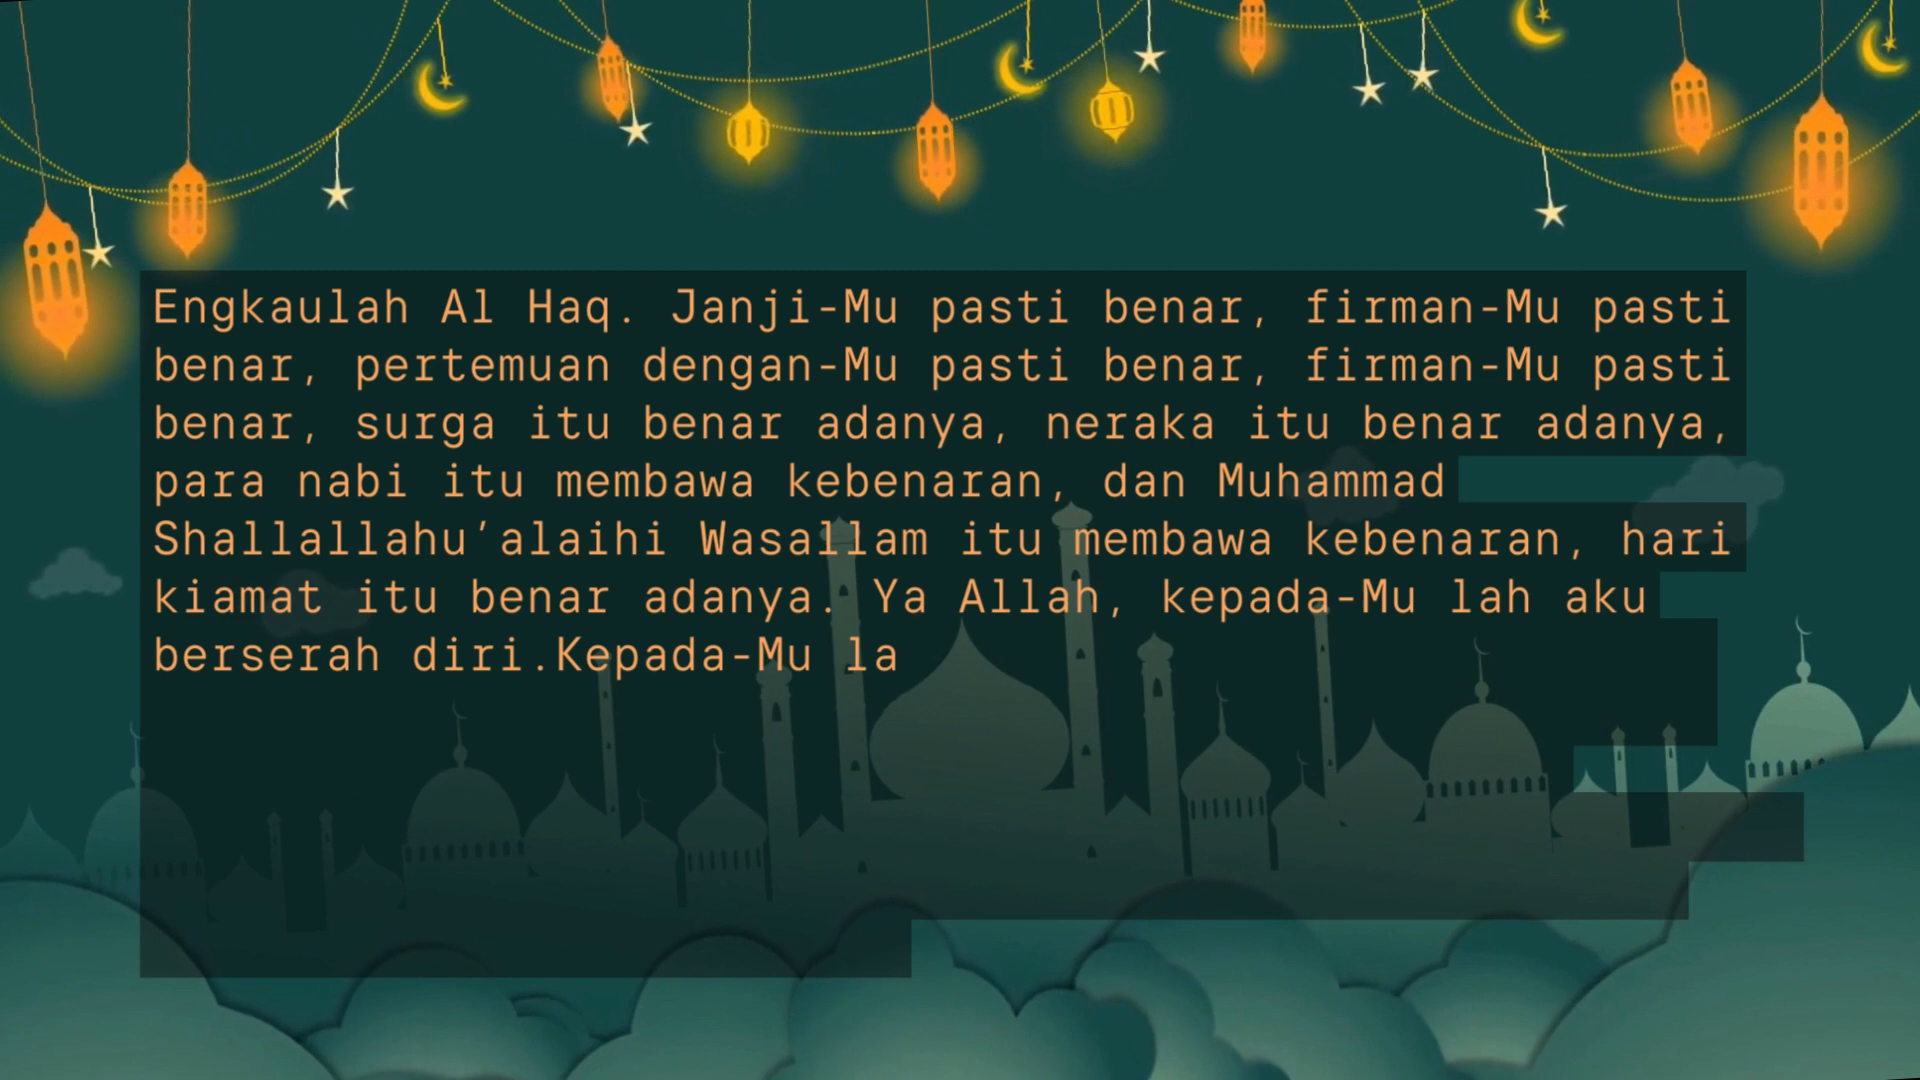 Engkaulah Al Haq. Janji-Mu pasti benar, firman-Mu pasti
benar, pertemuan dengan-Mu pasti benar, firman-Mu pasti
benar, surga itu benar adanya, neraka itu benar adanya,
para nabi itu membawa kebenaran, dan Muhammad
Shallallahu’alaihi Wasallam itu membawa kebenaran, hari
kiamat itu benar adanya. Ya Allah, kepada-Mu lah aku
berserah diri.Kepada-Mu la